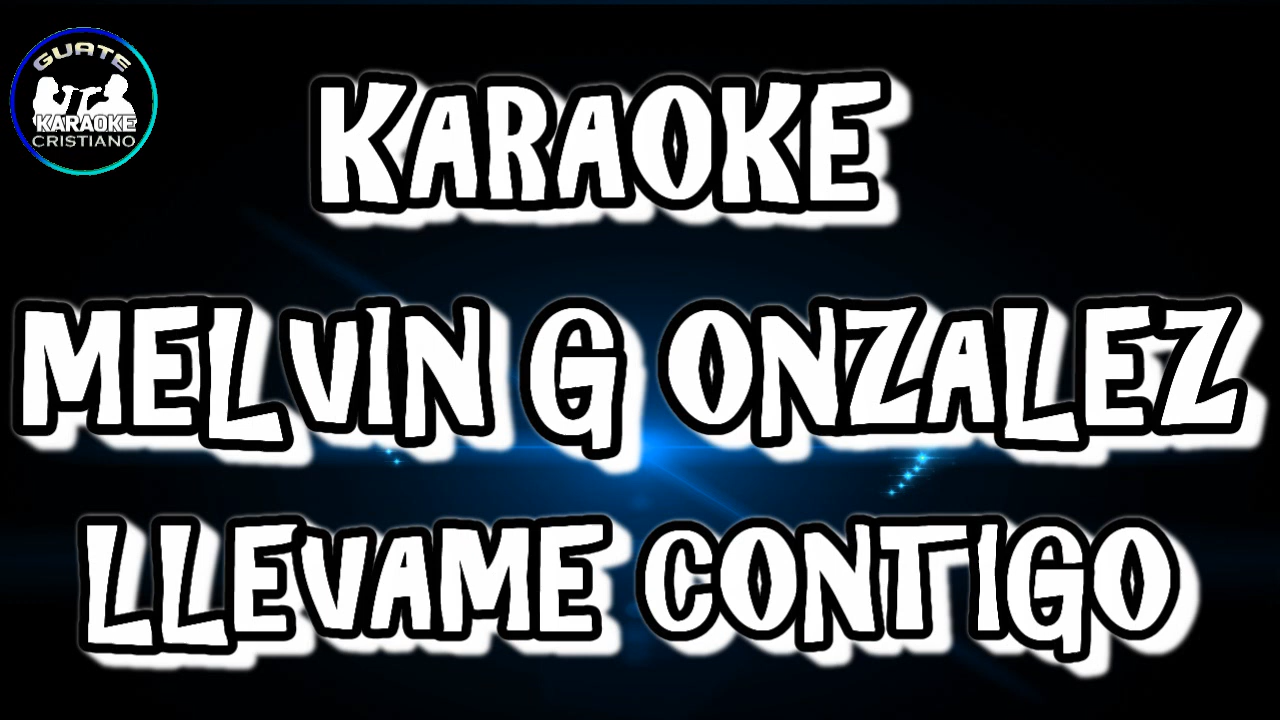 GUATE
KARAOKE
CRISTIANO
KARAOKE
MELVIN G ONZALEZ
LLEVAME CONTIGO